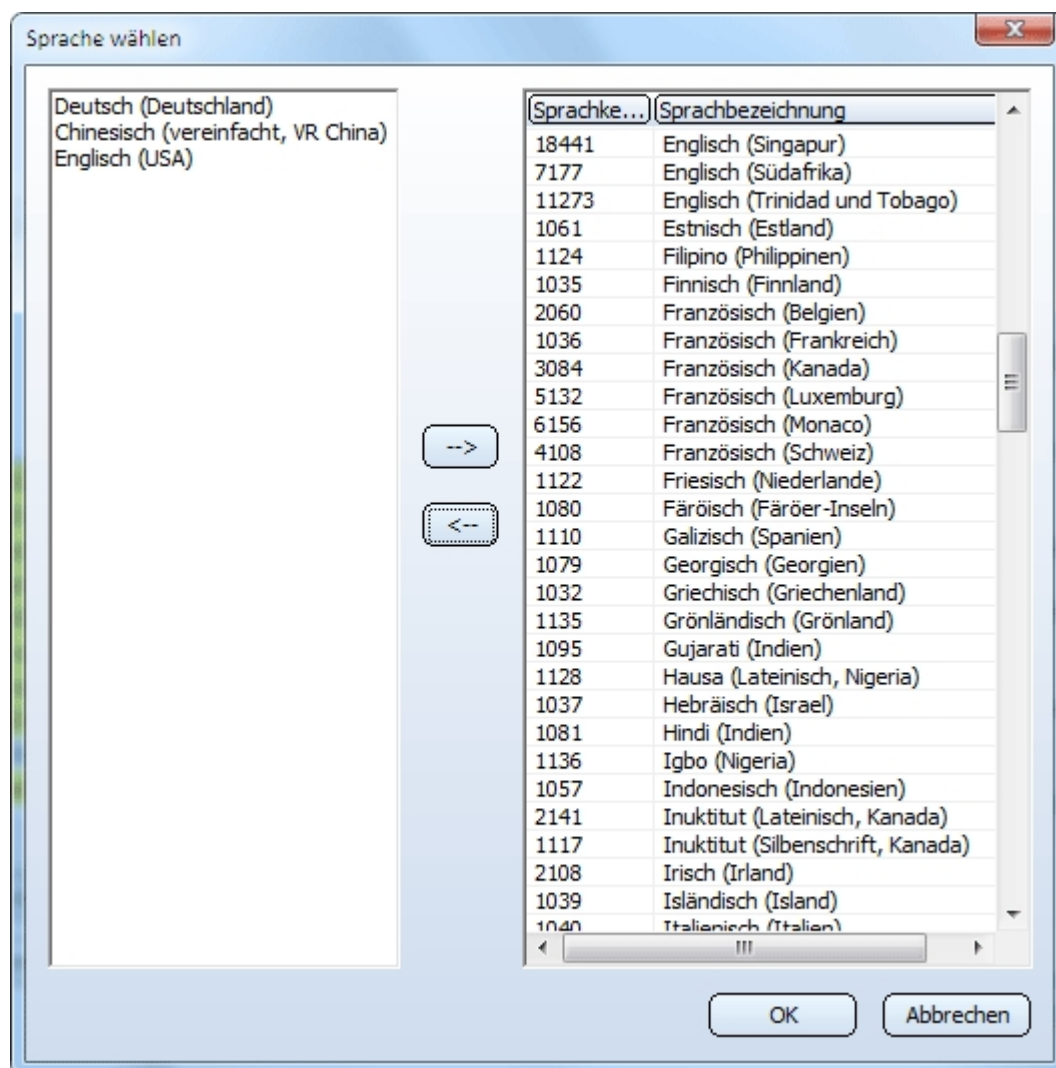 Sprache wählen
Deutsch (Deutschland)
Chinesisch (vereinfacht, VR China)
Englisch (USA)
-->
<--
Sprachke... Sprachbezeichnung
18441 Englisch (Singapur)
7177 Englisch (Südafrika)
11273 Englisch (Trinidad und Tobago)
1061 Estnisch (Estland)
1124 Filipino (Philippinen)
1035 Finnisch (Finnland)
2060 Französisch (Belgien)
1036 Französisch (Frankreich)
3084 Französisch (Kanada)
5132 Französisch (Luxemburg)
6156 Französisch (Monaco)
4108 Französisch (Schweiz)
1122 Friesisch (Niederlande)
1080 Färöisch (Färöer-Inseln)
1110 Galizisch (Spanien)
1079 Georgisch (Georgien)
1032 Griechisch (Griechenland)
1135 Grönländisch (Grönland)
1095 Gujarati (Indien)
1128 Hausa (Lateinisch, Nigeria)
1037 Hebräisch (Israel)
1081 Hindi (Indien)
1136 Igbo (Nigeria)
1057 Indonesisch (Indonesien)
2141 Inuktitut (Lateinisch, Kanada)
1117 Inuktitut (Silbenschrift, Kanada)
2108 Irisch (Irland)
1039 Isländisch (Island)
1040 Italienisch (Italien)
OK
Abbrechen